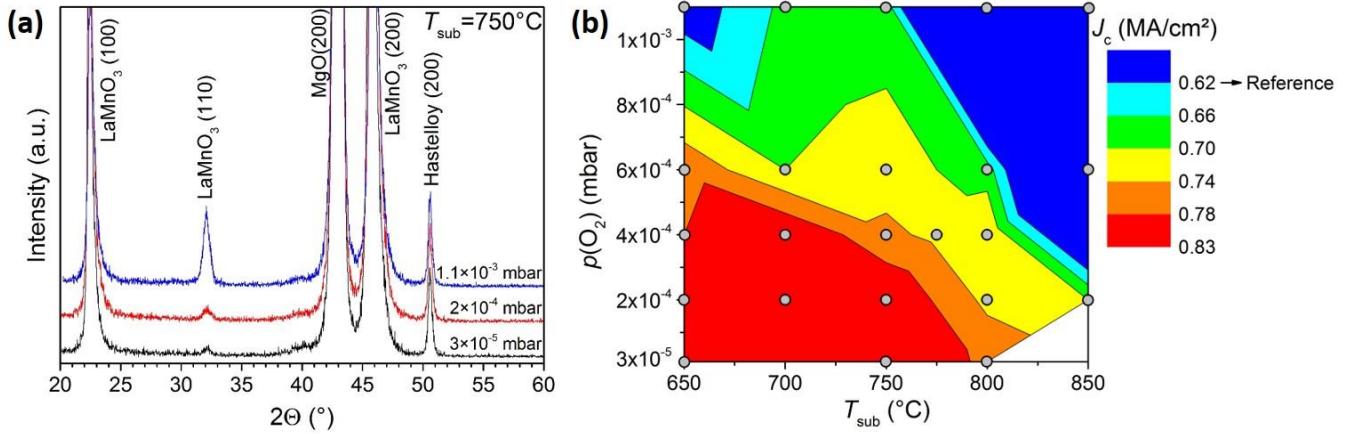 (a)
T_sub=750°C
LaMnO₃ (100)
LaMnO₃ (110)
MgO(200)
LaMnO₃ (200)
Hastelloy (200)
1.1×10⁻³ mbar
2×10⁻⁴ mbar
3×10⁻⁵ mbar
Intensity (a.u.)
20 25 30 35 40 45 50 55 60
2Θ (°)
(b)
J_c (MA/cm²)
0.62 → Reference
0.66
0.70
0.74
0.78
0.83
p(O₂) (mbar)
1x10⁻³
8x10⁻⁴
6x10⁻⁴
4x10⁻⁴
2x10⁻⁴
3x10⁻⁵
650 700 750 800 850
T_sub (°C)